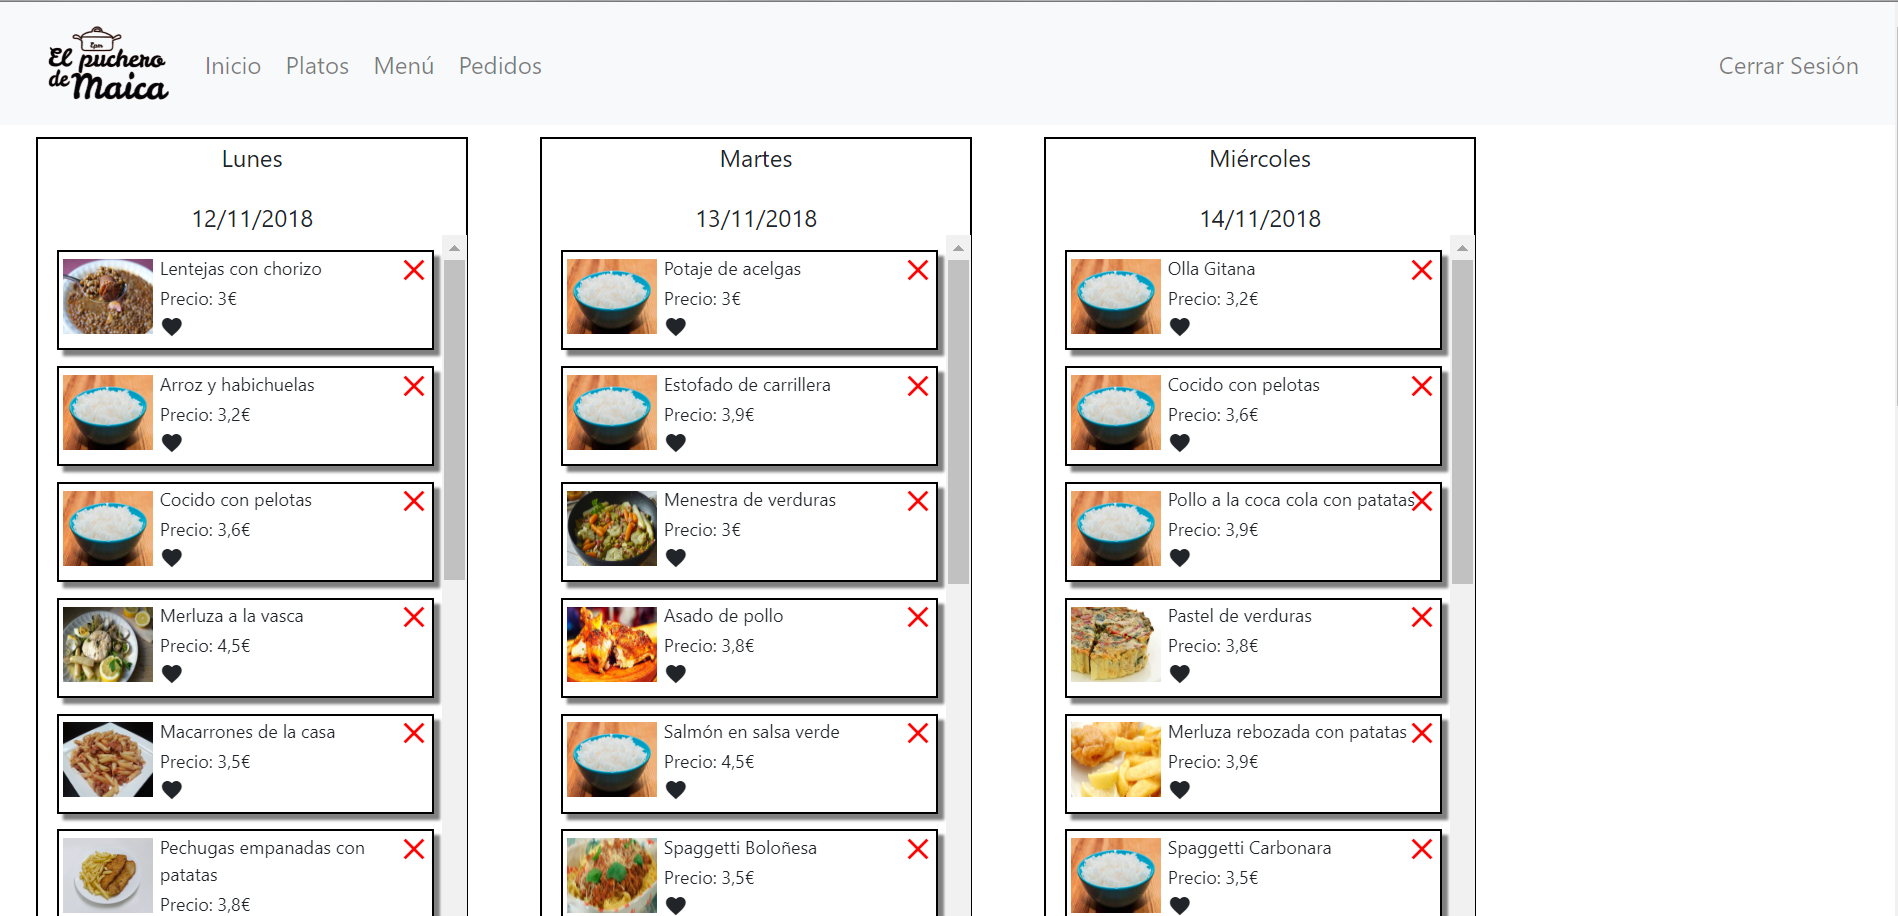 El puchero
de Maica
Inicio
Platos
Menú
Pedidos
Cerrar Sesión
Lunes
12/11/2018
Lentejas con chorizo
Precio: 3€
Arroz y habichuelas
Precio: 3,2€
Cocido con pelotas
Precio: 3,6€
Merluza a la vasca
Precio: 4,5€
Macarrones de la casa
Precio: 3,5€
Pechugas empanadas con
patatas
Precio: 3,8€
Martes
13/11/2018
Potaje de acelgas
Precio: 3€
Estofado de carrillera
Precio: 3,9€
Menestra de verduras
Precio: 3€
Asado de pollo
Precio: 3,8€
Salmón en salsa verde
Precio: 4,5€
Spaggetti Boloñesa
Precio: 3,5€
Miércoles
14/11/2018
Olla Gitana
Precio: 3,2€
Cocido con pelotas
Precio: 3,6€
Pollo a la coca cola con patatas
Precio: 3,9€
Pastel de verduras
Precio: 3,8€
Merluza rebozada con patatas
Precio: 3,9€
Spaggetti Carbonara
Precio: 3,5€